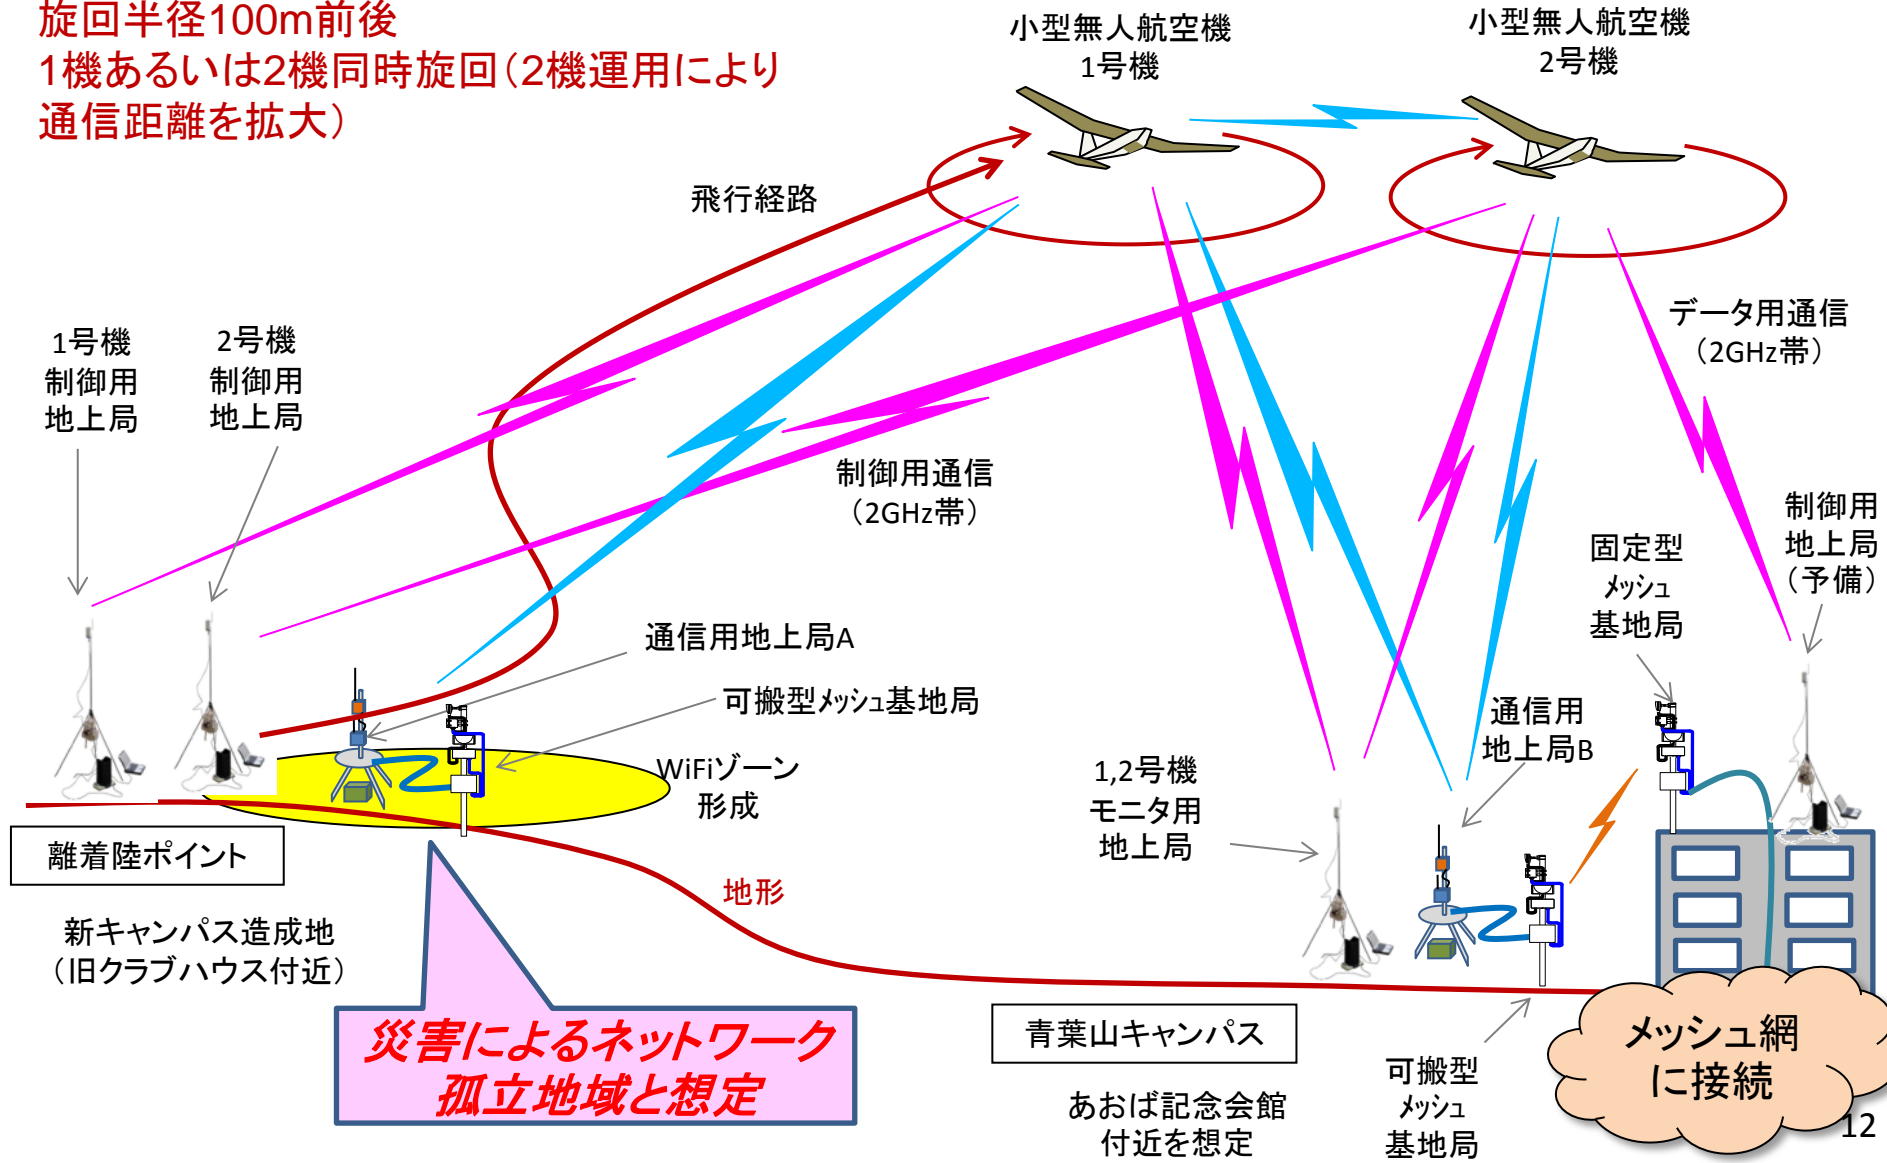 旋回半径100m前後
1機あるいは2機同時旋回（2機運用により
通信距離を拡大）
小型無人航空機
1号機
小型無人航空機
2号機
飛行経路
1号機
制御用
地上局
2号機
制御用
地上局
データ用通信
（2GHz帯）
制御用通信
（2GHz帯）
制御用
地上局
（予備）
固定型
メッシュ
基地局
通信用地上局A
可搬型メッシュ基地局
通信用
地上局B
WiFiゾーン
形成
1,2号機
モニタ用
地上局
離着陸ポイント
地形
新キャンパス造成地
（旧クラブハウス付近）
災害によるネットワーク
孤立地域と想定
青葉山キャンパス
あおば記念会館
付近を想定
可搬型
メッシュ
基地局
メッシュ網
に接続
12